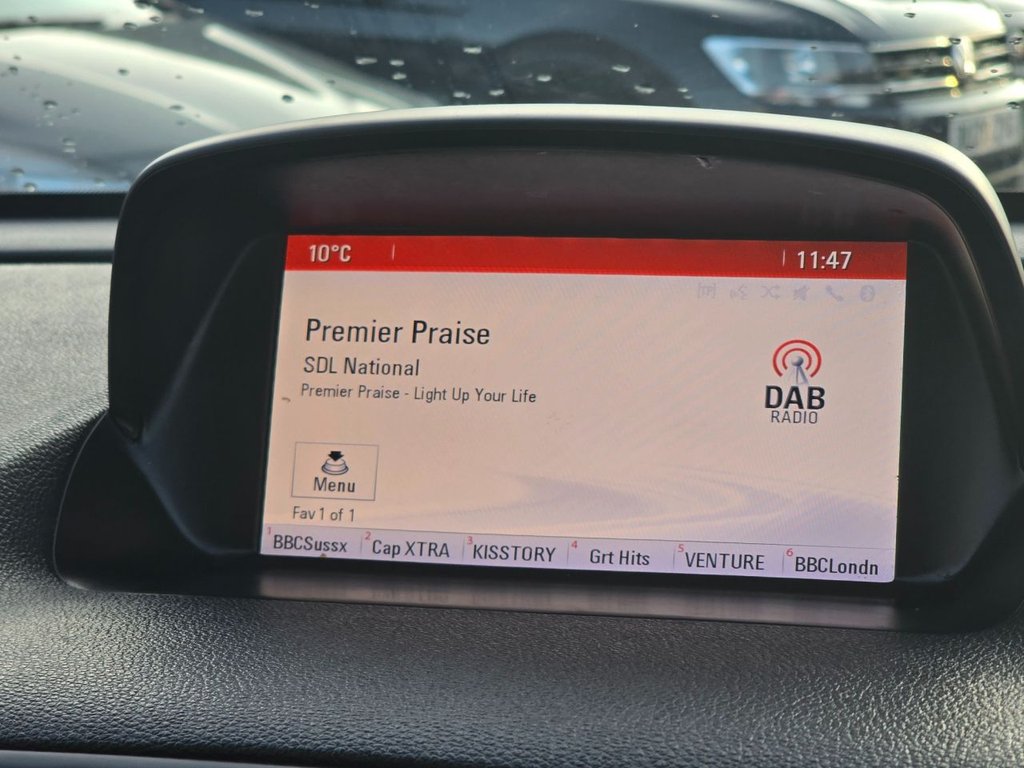 10°C 11:47
Premier Praise
SDL National
Premier Praise - Light Up Your Life
DAB
RADIO
Menu
Fav 1 of 1
1 BBCSussx 2 Cap XTRA 3 KISSTORY 4 Grt Hits 5 VENTURE 6 BBCLondn